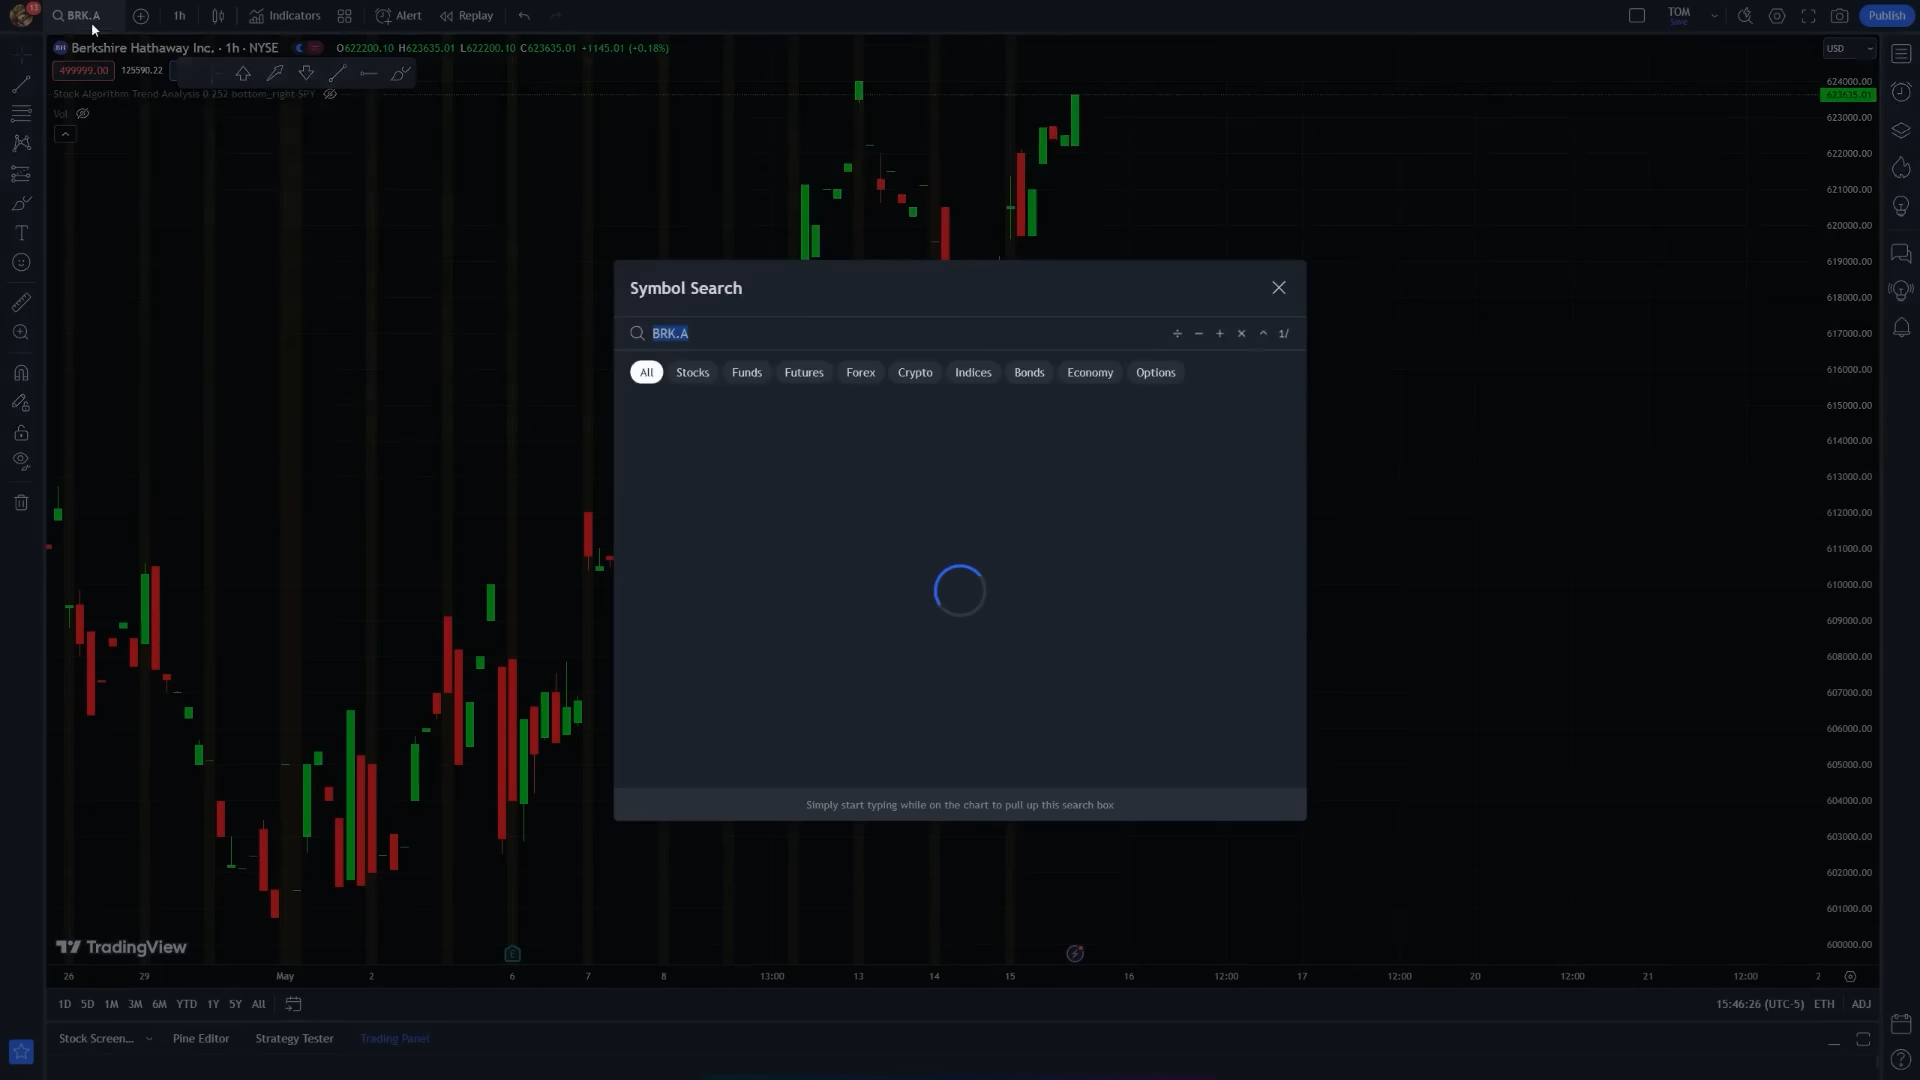 13
BRK.A
1h
Indicators
Alert
Replay
TOM
Save
Publish
Berkshire Hathaway Inc. · 1h · NYSE
O622200.10 H623635.01 L622200.10 C623635.01 +1145.01 (+0.18%)
USD
499999.00
125590.22
Stock Algorithm Trend Analysis 0.252 bottom_right SPY
Vol
624000.00
623635.01
623000.00
622000.00
621000.00
620000.00
619000.00
618000.00
617000.00
616000.00
615000.00
614000.00
613000.00
612000.00
611000.00
610000.00
609000.00
608000.00
607000.00
606000.00
605000.00
604000.00
603000.00
602000.00
601000.00
600000.00
Symbol Search
BRK.A
1/
All Stocks Funds Futures Forex Crypto Indices Bonds Economy Options
Simply start typing while on the chart to pull up this search box
TradingView
E
26 29 May 2 6 7 8 13:00 13 14 15 16 12:00 17 12:00 20 12:00 21 12:00 2
1D 5D 1M 3M 6M YTD 1Y 5Y All
15:46:26 (UTC-5) ETH ADJ
Stock Screen... Pine Editor Strategy Tester Trading Panel